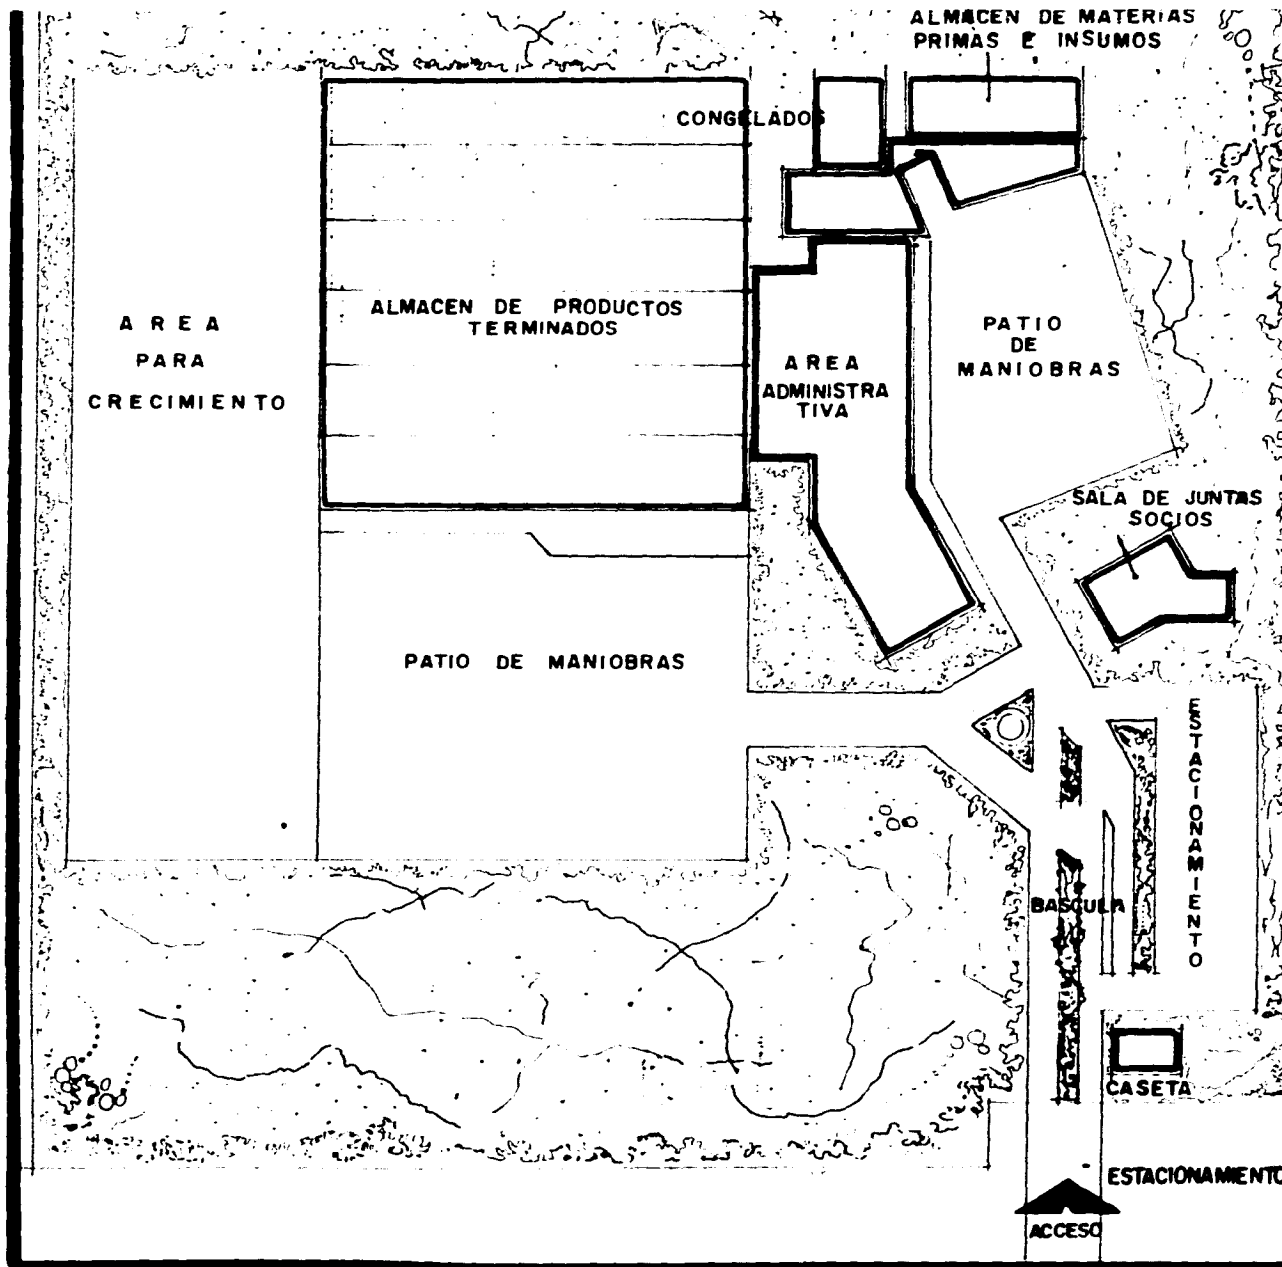 ALMACEN DE MATERIAS
PRIMAS E INSUMOS
CONGELADOS
ALMACEN DE PRODUCTOS
TERMINADOS
AREA
PARA
CRECIMIENTO
PATIO
DE
MANIOBRAS
AREA
ADMINISTRA
TIVA
SALA DE JUNTAS
SOCIOS
PATIO DE MANIOBRAS
ESTACIONAMIENTO
BASCULA
CASETA
ESTACIONAMIENTO
ACCESO